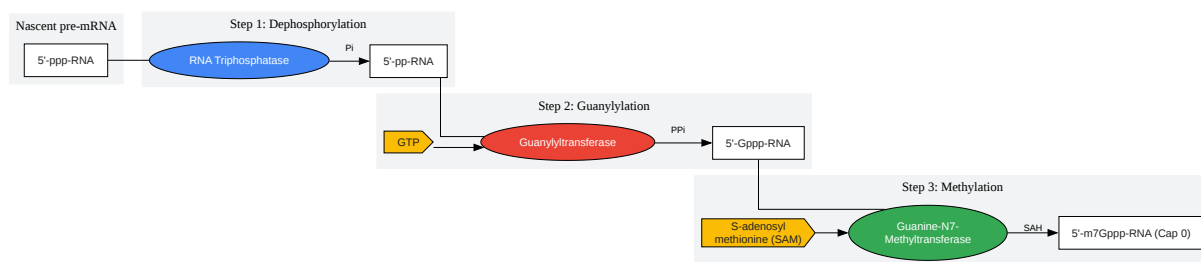 Nascent pre-mRNA
5'-ppp-RNA
Step 1: Dephosphorylation
RNA Triphosphatase
Pi
5'-pp-RNA
Step 2: Guanylylation
GTP
Guanylyltransferase
PPi
5'-Gppp-RNA
Step 3: Methylation
S-adenosyl
methionine (SAM)
Guanine-N7-
Methyltransferase
SAH
5'-m7Gppp-RNA (Cap 0)